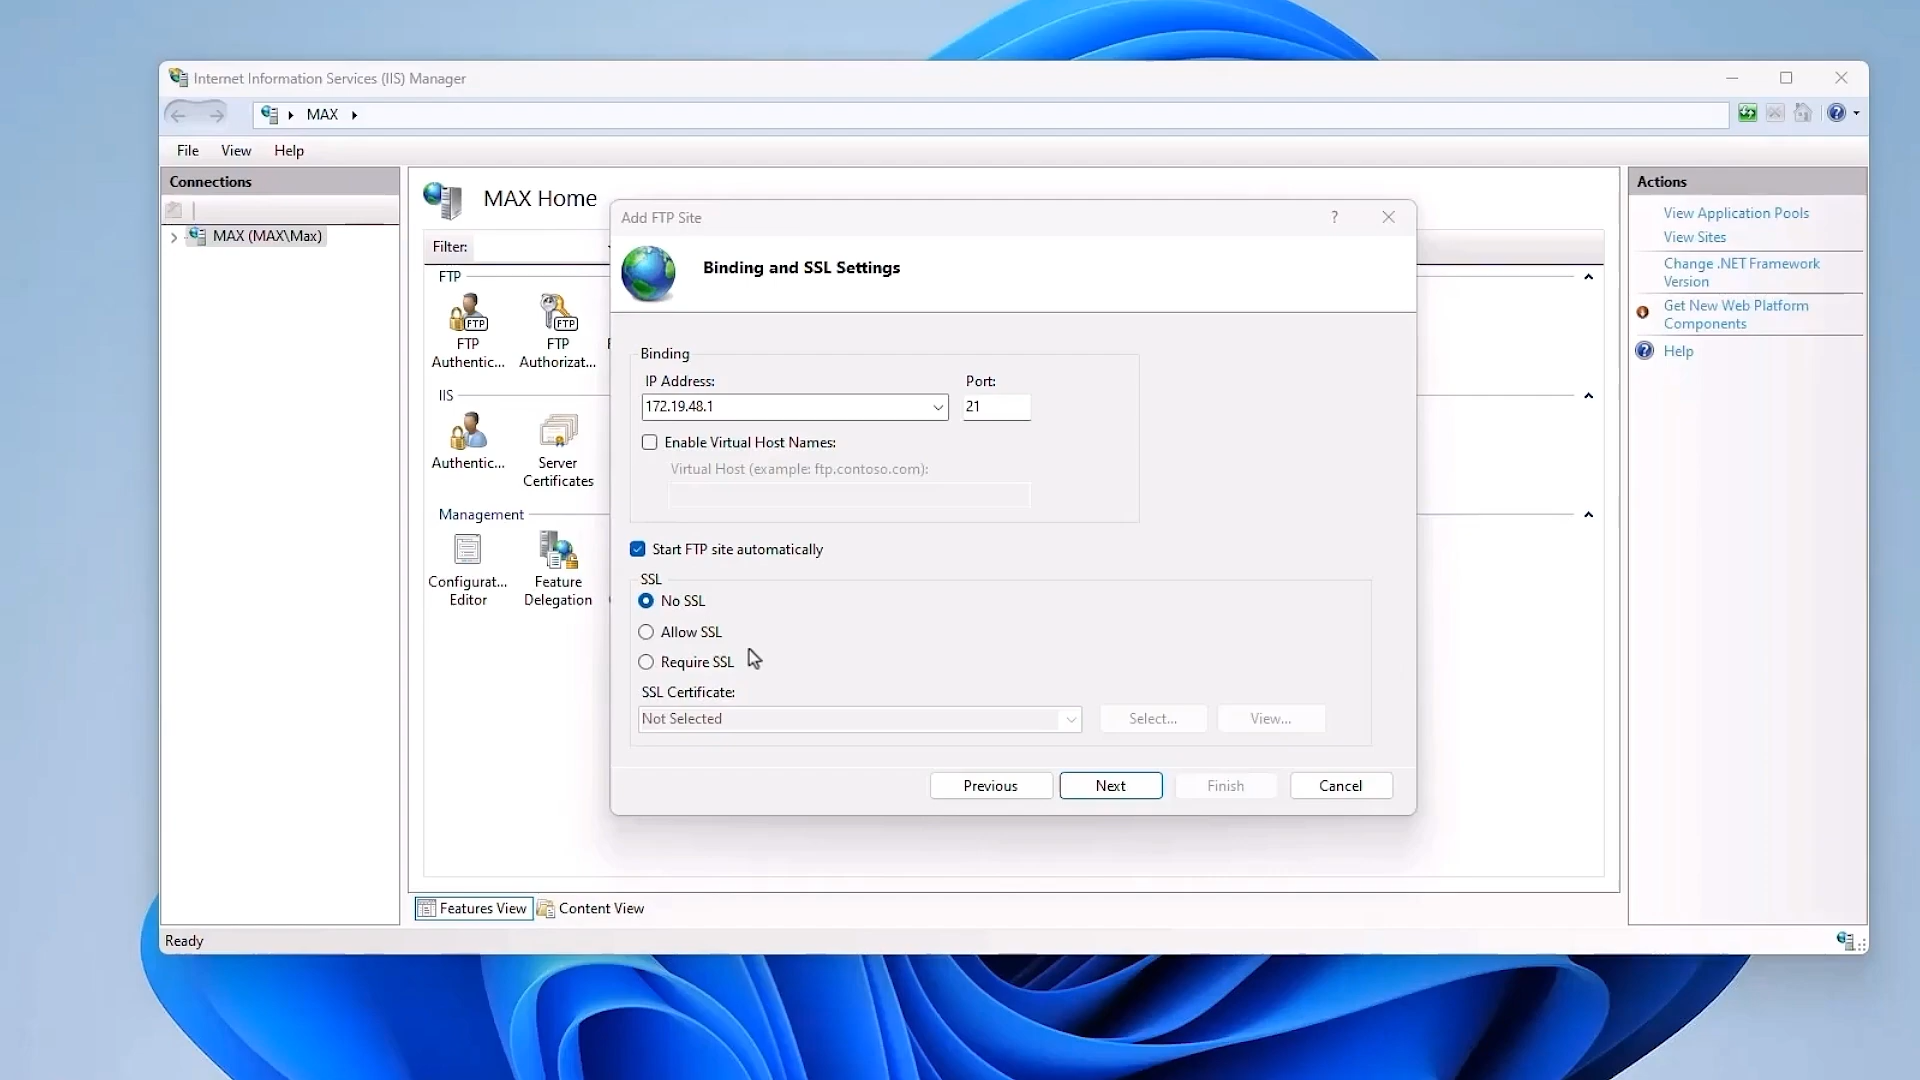 Internet Information Services (IIS) Manager
MAX
File View Help
Connections
MAX (MAX\Max)
MAX Home
Filter:
FTP
FTP
Authentic...
FTP
Authorizat...
IIS
Authentic...
Server
Certificates
Management
Configurat...
Editor
Feature
Delegation
Features View Content View
Ready
Add FTP Site
Binding and SSL Settings
Binding
IP Address: Port:
172.19.48.1 21
Enable Virtual Host Names:
Virtual Host (example: ftp.contoso.com):
Start FTP site automatically
SSL
No SSL
Allow SSL
Require SSL
SSL Certificate:
Not Selected Select... View...
Previous Next Finish Cancel
Actions
View Application Pools
View Sites
Change .NET Framework
Version
Get New Web Platform
Components
Help